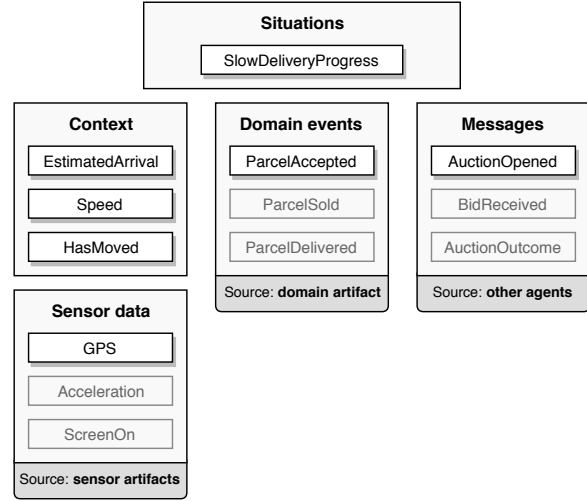 Situations
SlowDeliveryProgress
Context
EstimatedArrival
Speed
HasMoved
Domain events
ParcelAccepted
ParcelSold
ParcelDelivered
Source: domain artifact
Messages
AuctionOpened
BidReceived
AuctionOutcome
Source: other agents
Sensor data
GPS
Acceleration
ScreenOn
Source: sensor artifacts